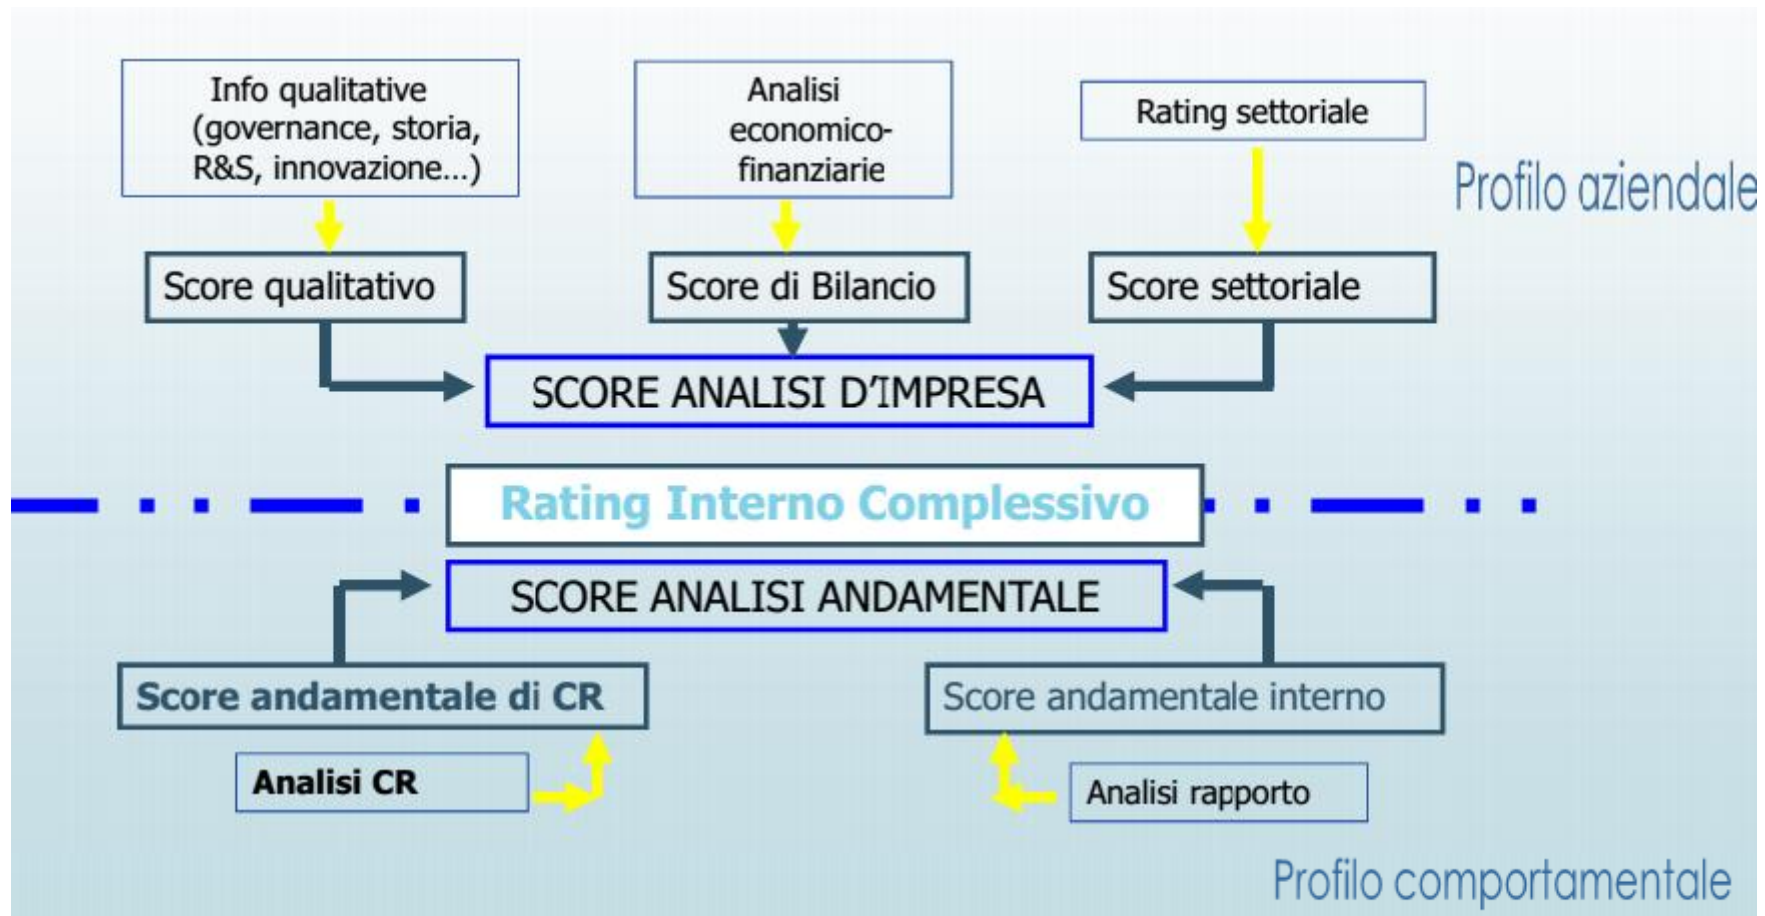 Info qualitative
(governance, storia,
R&S, innovazione...)
Analisi
economico-
finanziarie
Rating settoriale
Profilo aziendale
Score qualitativo
Score di Bilancio
Score settoriale
SCORE ANALISI D'IMPRESA
Rating Interno Complessivo
SCORE ANALISI ANDAMENTALE
Score andamentale di CR
Score andamentale interno
Analisi CR
Analisi rapporto
Profilo comportamentale